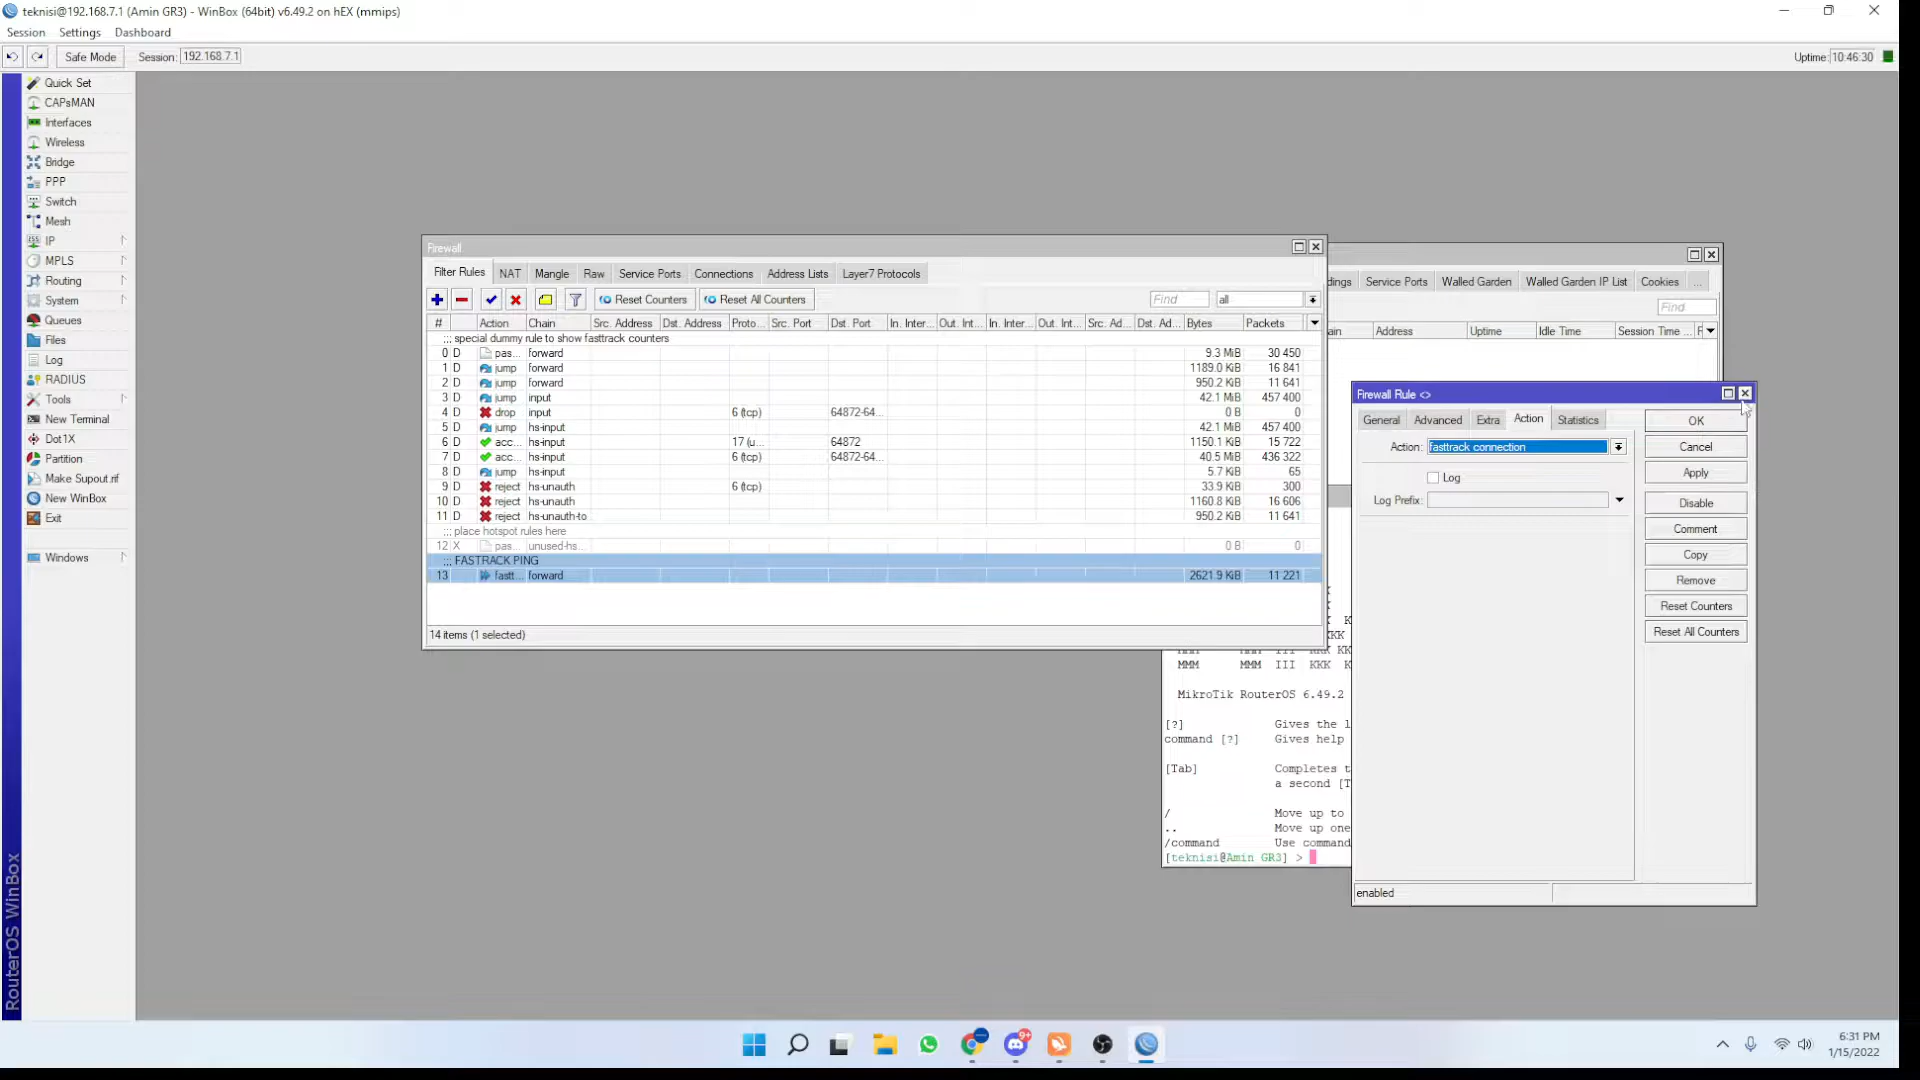 teknisi@192.168.7.1 (Amin GR3) - WinBox (64bit) v6.49.2 on hEX (mmips)
Session Settings Dashboard
Safe Mode Session: 192.168.7.1 Uptime: 10:46:30
Quick Set
CAPsMAN
Interfaces
Wireless
Bridge
PPP
Switch
Mesh
IP
MPLS
Routing
System
Queues
Files
Log
RADIUS
Tools
New Terminal
Dot1X
Partition
Make Supout.rif
New WinBox
Exit
Windows
RouterOS WinBox
Firewall
Filter Rules NAT Mangle Raw Service Ports Connections Address Lists Layer7 Protocols
Reset Counters Reset All Counters Find all
# Action Chain Src. Address Dst. Address Proto... Src. Port Dst. Port In. Inter... Out. Int... In. Inter... Out. Int... Src. Ad... Dst. Ad... Bytes Packets
::: special dummy rule to show fasttrack counters
0 D pas... forward 9.3 MiB 30 450
1 D jump forward 1189.0 KiB 16 841
2 D jump forward 950.2 KiB 11 641
3 D jump input 42.1 MiB 457 400
4 D drop input 6 (tcp) 64872-64... 0 B 0
5 D jump hs-input 42.1 MiB 457 400
6 D acc... hs-input 17 (u... 64872 1150.1 KiB 15 722
7 D acc... hs-input 6 (tcp) 64872-64... 40.5 MiB 436 322
8 D jump hs-input 5.7 KiB 65
9 D reject hs-unauth 6 (tcp) 33.9 KiB 300
10 D reject hs-unauth 1160.8 KiB 16 606
11 D reject hs-unauth-to 950.2 KiB 11 641
::: place hotspot rules here
12 X pas... unused-hs... 0 B 0
::: FASTRACK PING
13 fastt... forward 2621.9 KiB 11 221
14 items (1 selected)
dings Service Ports Walled Garden Walled Garden IP List Cookies ...
Find
ain Address Uptime Idle Time Session Time ... F
Firewall Rule <>
General Advanced Extra Action Statistics
Action: fasttrack connection
Log
Log Prefix:
OK
Cancel
Apply
Disable
Comment
Copy
Remove
Reset Counters
Reset All Counters
enabled
MMM MMM III KKK K
MikroTik RouterOS 6.49.2
[?] Gives the l
command [?] Gives help
[Tab] Completes t
a second [T
/ Move up to
.. Move up one
/command Use command
[teknisi@Amin GR3] >
9+
6:31 PM
1/15/2022